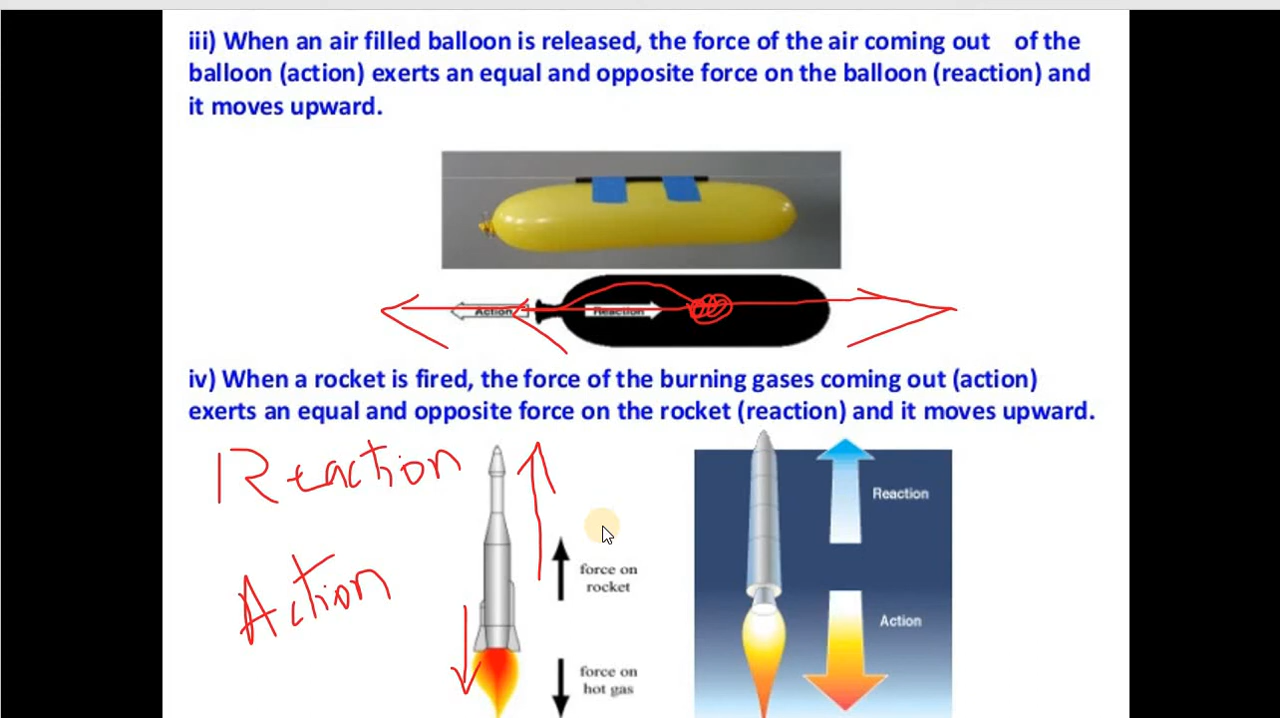 iii) When an air filled balloon is released, the force of the air coming out of the
balloon (action) exerts an equal and opposite force on the balloon (reaction) and
it moves upward.
Action
Reaction
iv) When a rocket is fired, the force of the burning gases coming out (action)
exerts an equal and opposite force on the rocket (reaction) and it moves upward.
Reaction
Action
force on
rocket
force on
hot gas
Reaction
Action